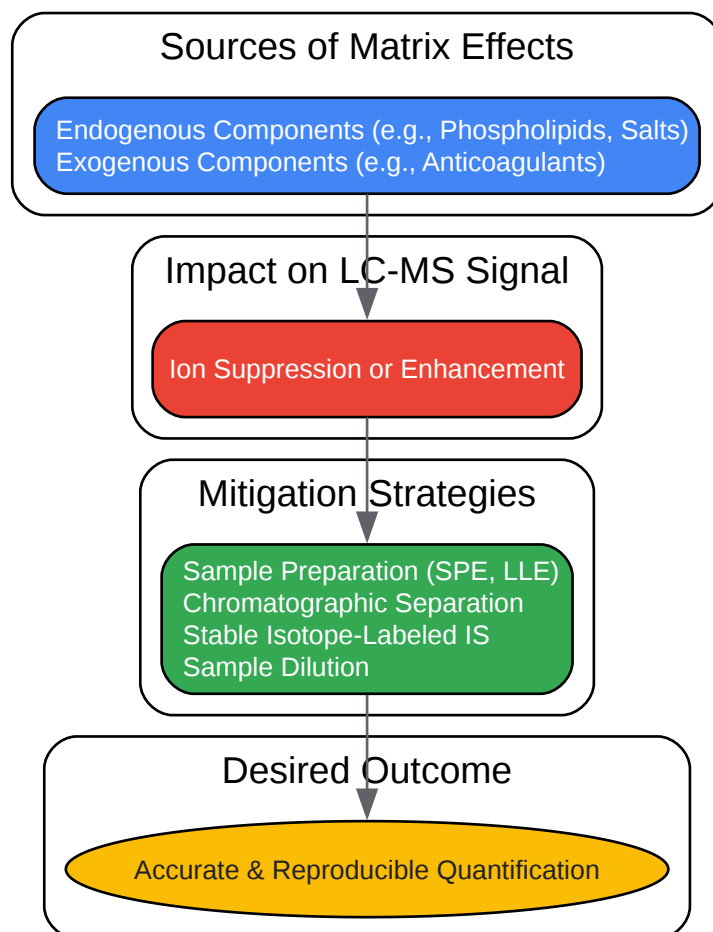 Sources of Matrix Effects
Endogenous Components (e.g., Phospholipids, Salts)
Exogenous Components (e.g., Anticoagulants)
Impact on LC-MS Signal
Ion Suppression or Enhancement
Mitigation Strategies
Sample Preparation (SPE, LLE)
Chromatographic Separation
Stable Isotope-Labeled IS
Sample Dilution
Desired Outcome
Accurate & Reproducible Quantification